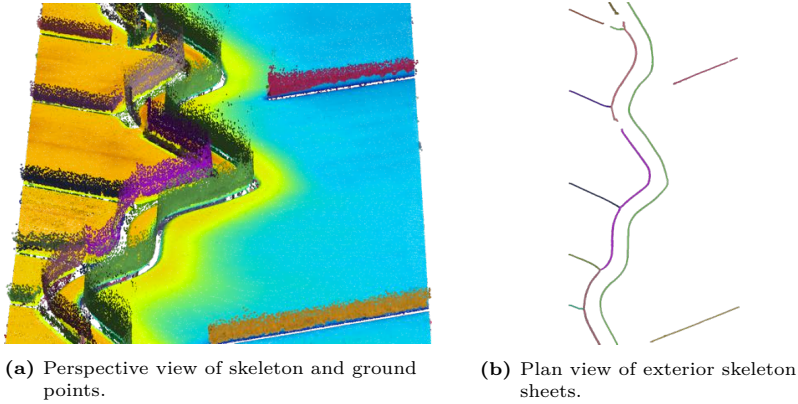 (a) Perspective view of skeleton and ground
points.
(b) Plan view of exterior skeleton
sheets.